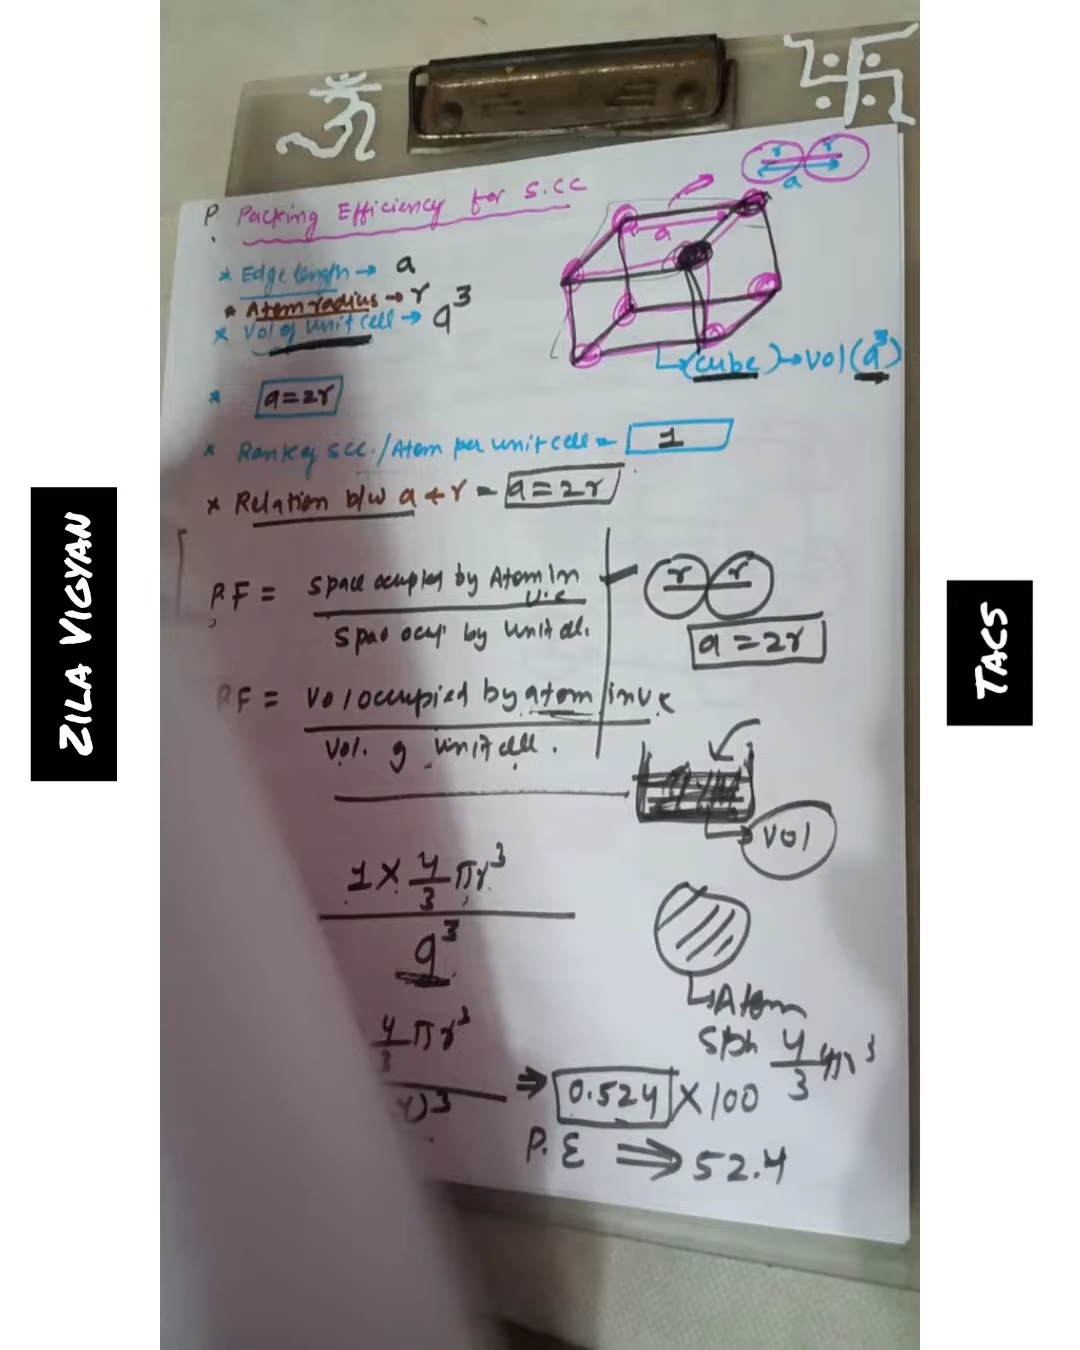 ॐ
卐
P. Packing Efficiency for S.CC
r r
a
* Edge length → a
a
* Atom radius → r
* Vol of Unit cell → a³
(cube) → vol (a³)
* a=2r
* Rank of SCC./Atom per unit cell = 1
* Relation b/w a & r = a=2r
P.F = Space occupied by Atom in U.C
Space occup by Unit cell.
r r
a=2r
P.F = Vol occupied by atom in U.C
Vol. of Unit cell.
Vol
1 × 4/3 πr³
a³
Atom
Sph 4/3 πr³
4/3 πr³
r)³
⇒ 0.524 × 100
P.E ⇒ 52.4
ZILA VIGYAN
TACS